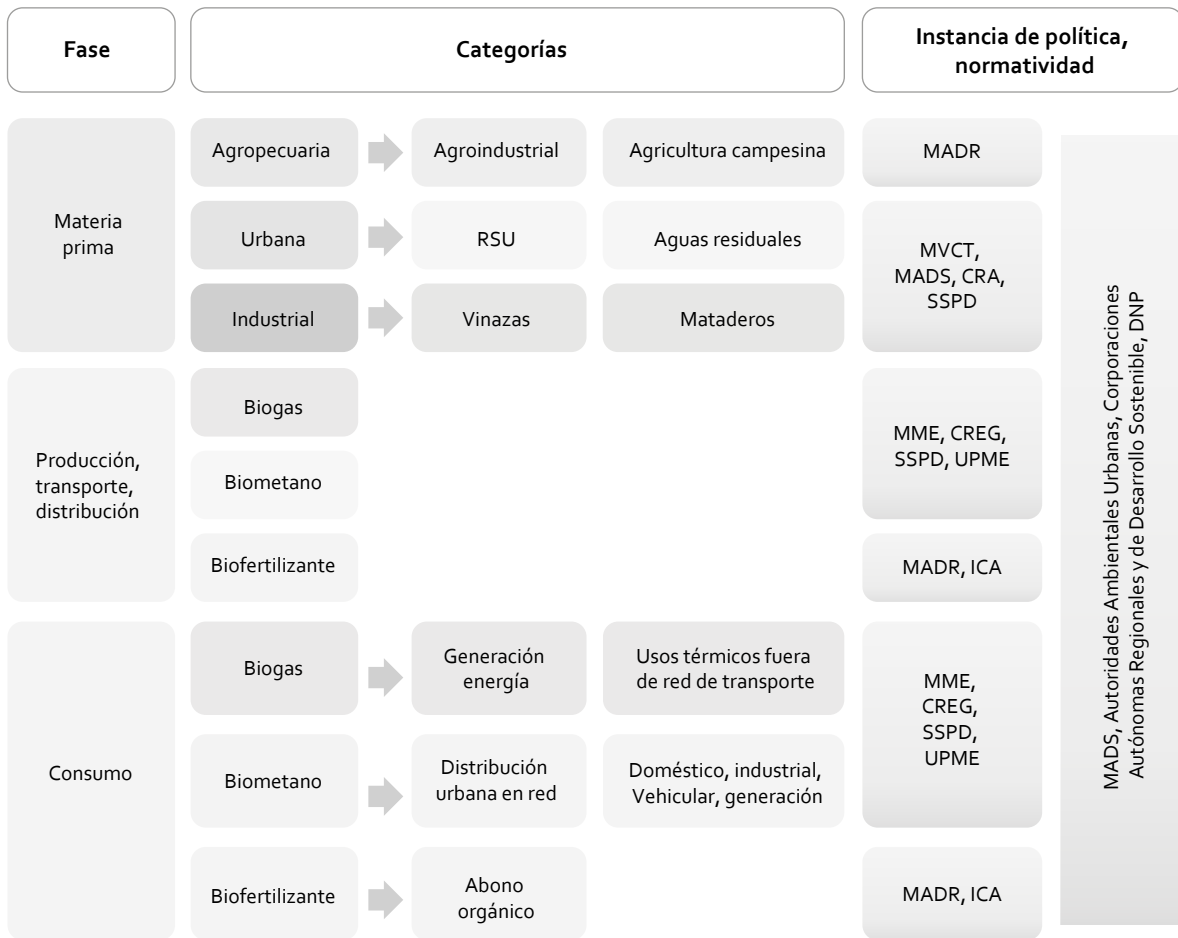 Fase
Categorías
Instancia de política,
normatividad
Materia
prima
Agropecuaria
Agroindustrial
Agricultura campesina
MADR
Urbana
RSU
Aguas residuales
MVCT,
MADS, CRA,
SSPD
Industrial
Vinazas
Mataderos
Producción,
transporte,
distribución
Biogas
Biometano
Biofertilizante
MME, CREG,
SSPD, UPME
MADR, ICA
Consumo
Biogas
Generación
energía
Usos térmicos fuera
de red de transporte
MME,
CREG,
SSPD,
UPME
Biometano
Distribución
urbana en red
Doméstico, industrial,
Vehicular, generación
Biofertilizante
Abono
orgánico
MADR, ICA
MADS, Autoridades Ambientales Urbanas, Corporaciones
Autónomas Regionales y de Desarrollo Sostenible, DNP